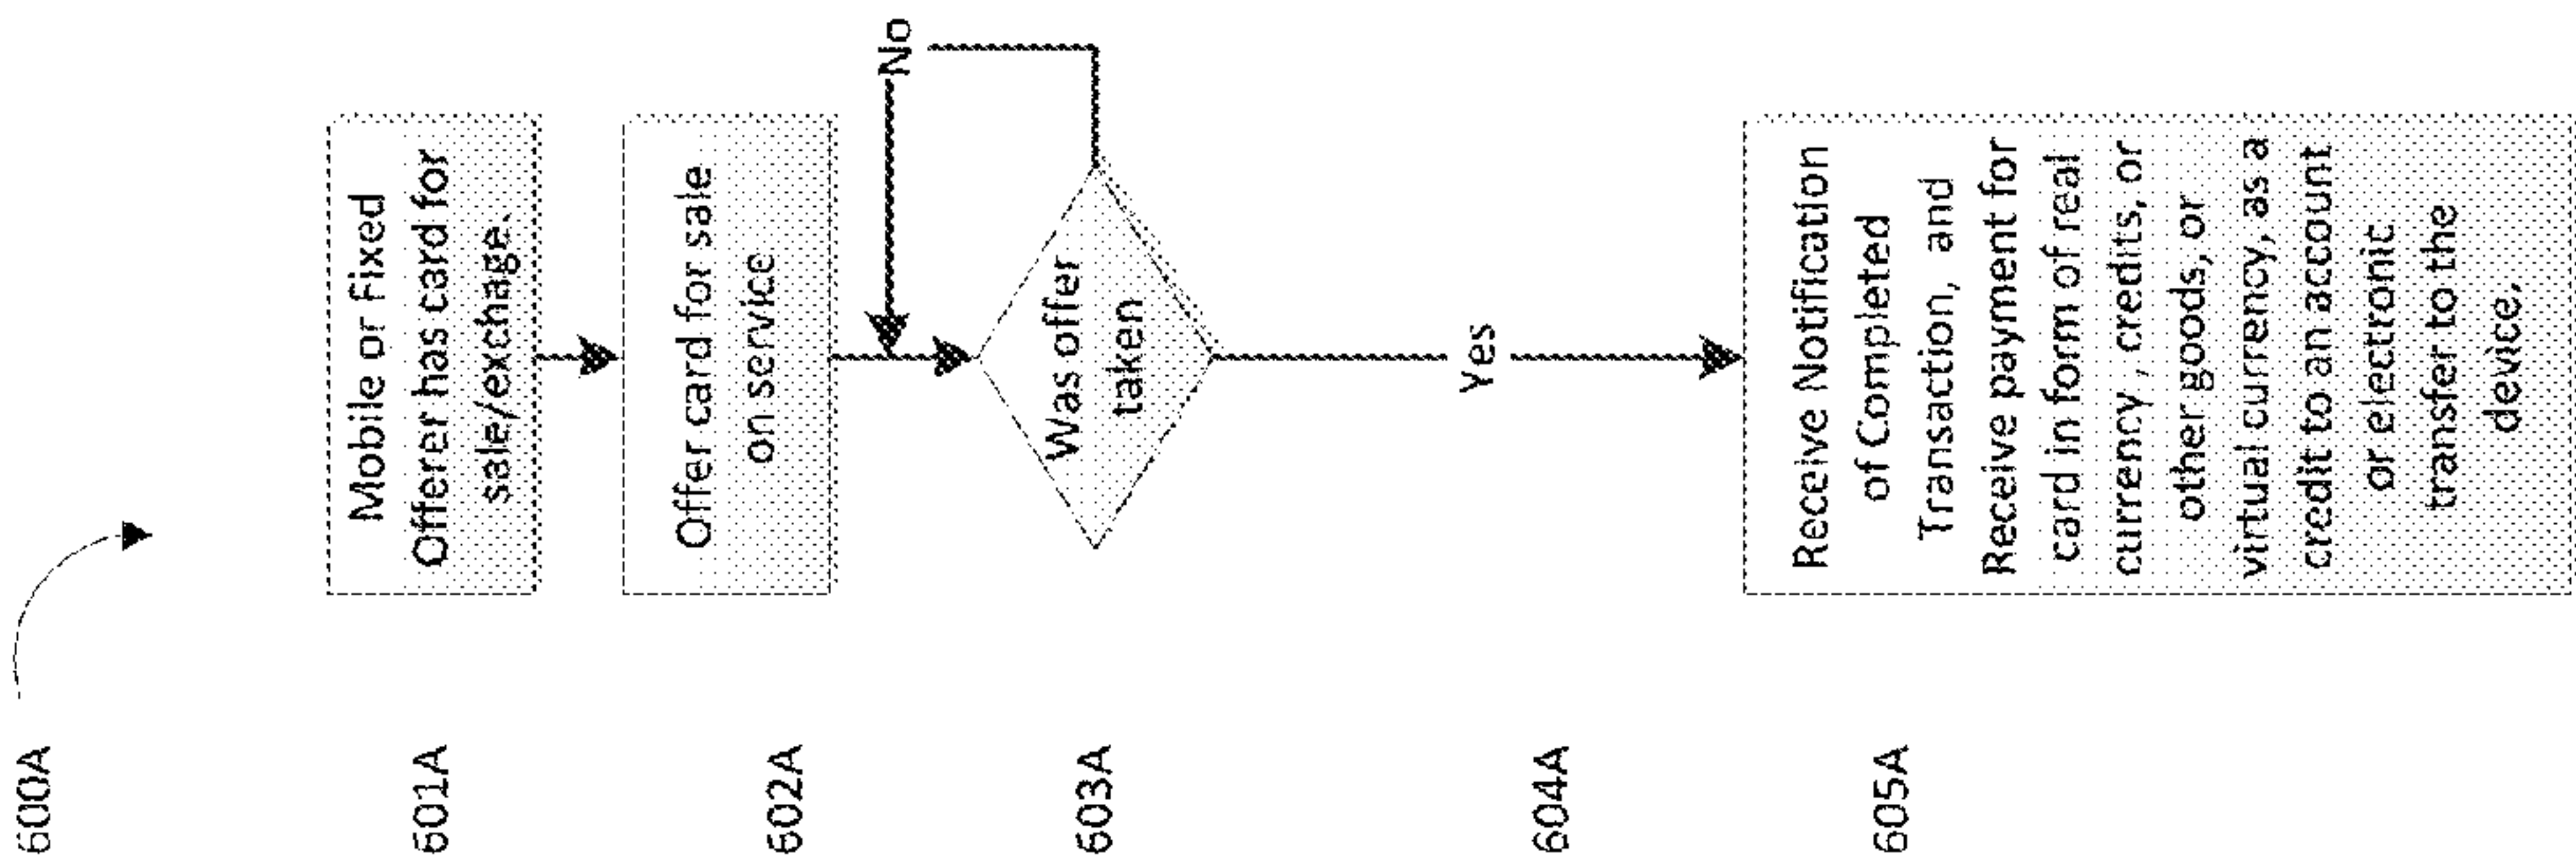 600A
601A
Mobile or Fixed
Offerer has card for
sale/exchage.
602A
Offer card for sale
on service
No
603A
Was offer
taken
604A
Yes
605A
Receive Notification
of Completed
Transaction, and
Receive payment for
card in form of real
currency, credits, or
other goods, or
virtual currency, as a
credit to an account
or electronic
transfer to the
device.